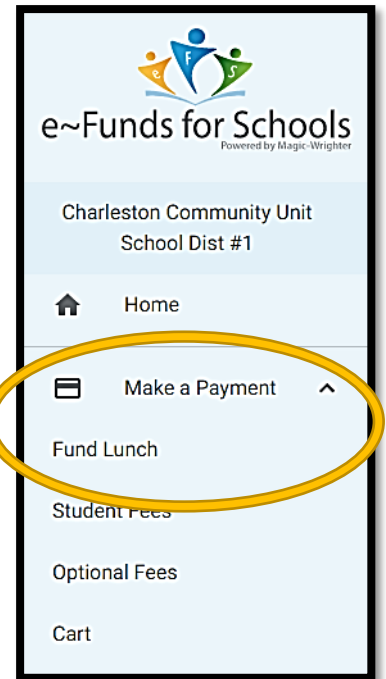 e F S
e~Funds for Schools
Powered by Magic-Wrighter
Charleston Community Unit
School Dist #1
Home
Make a Payment
Fund Lunch
Student Fees
Optional Fees
Cart